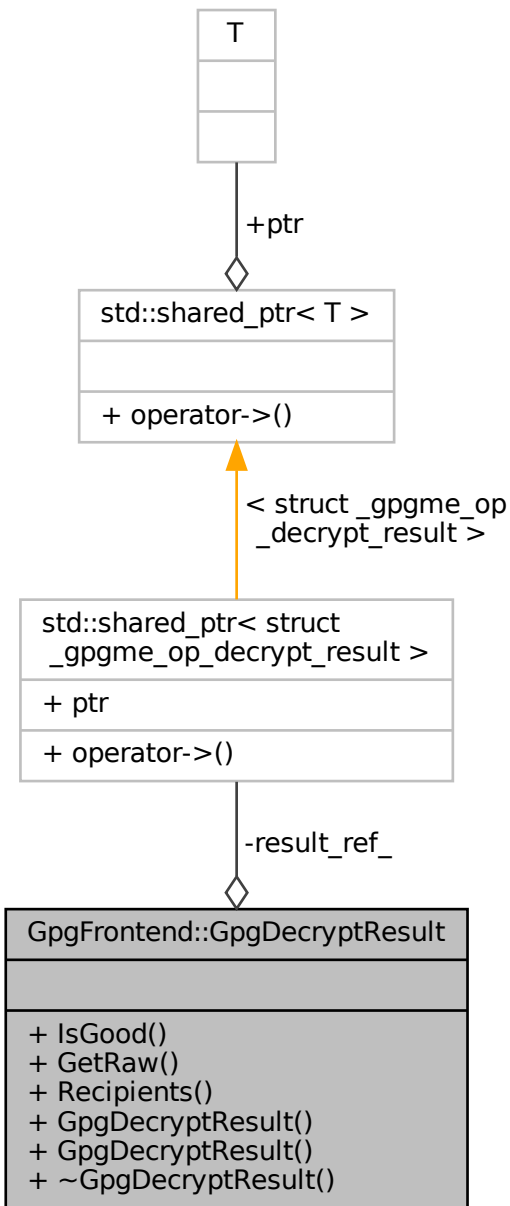 T
+ptr
std::shared_ptr< T >
+ operator->()
< struct _gpgme_op
_decrypt_result >
std::shared_ptr< struct
_gpgme_op_decrypt_result >
+ ptr
+ operator->()
-result_ref_
GpgFrontend::GpgDecryptResult
+ IsGood()
+ GetRaw()
+ Recipients()
+ GpgDecryptResult()
+ GpgDecryptResult()
+ ~GpgDecryptResult()